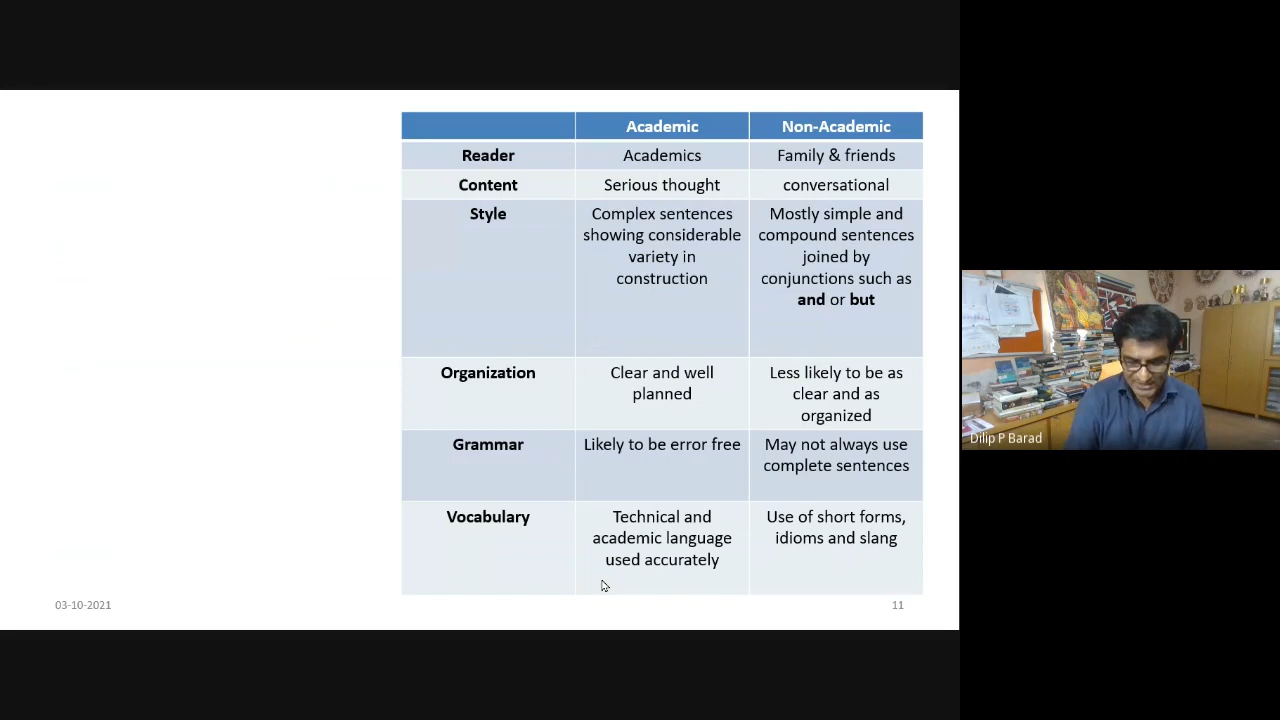 Academic Non-Academic
Reader Academics Family & friends
Content Serious thought conversational
Style Complex sentences Mostly simple and
showing considerable compound sentences
variety in joined by
construction conjunctions such as
and or but
Organization Clear and well Less likely to be as
planned clear and as
organized
Grammar Likely to be error free May not always use
complete sentences
Vocabulary Technical and Use of short forms,
academic language idioms and slang
used accurately
03-10-2021 11
Dilip P Barad